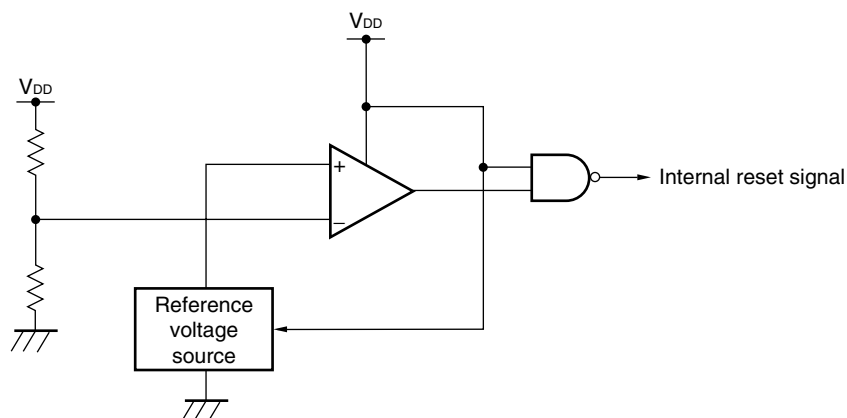 VDD
VDD
+
−
Internal reset signal
Reference
voltage
source